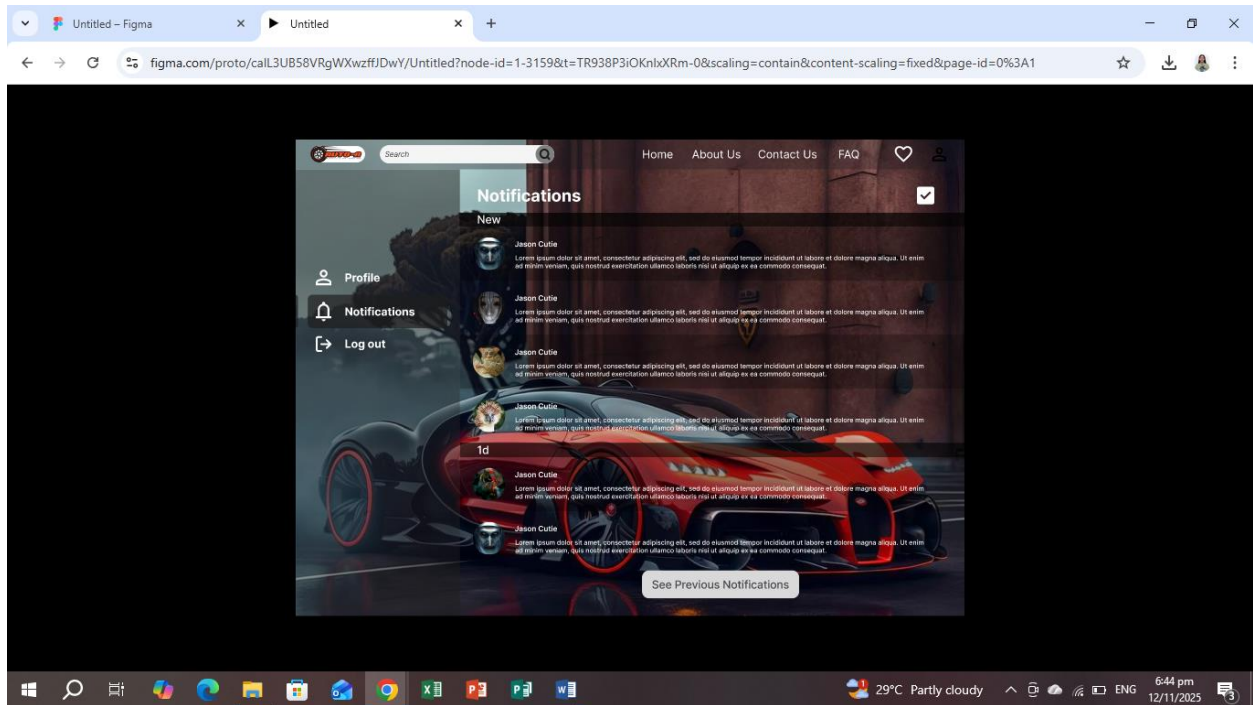 Untitled – Figma
Untitled
figma.com/proto/calL3UB58VRgWXwzffJDwY/Untitled?node-id=1-3159&t=TR938P3iOKnlxXRm-0&scaling=contain&content-scaling=fixed&page-id=0%3A1
Search
Home About Us Contact Us FAQ
Notifications
New
Jason Cutie
Lorem ipsum dolor sit amet, consectetur adipiscing elit, sed do eiusmod tempor incididunt ut labore et dolore magna aliqua. Ut enim
ad minim veniam, quis nostrud exercitation ullamco laboris nisi ut aliquip ex ea commodo consequat.
Profile
Notifications
Log out
Jason Cutie
Lorem ipsum dolor sit amet, consectetur adipiscing elit, sed do eiusmod tempor incididunt ut labore et dolore magna aliqua. Ut enim
ad minim veniam, quis nostrud exercitation ullamco laboris nisi ut aliquip ex ea commodo consequat.
Jason Cutie
Lorem ipsum dolor sit amet, consectetur adipiscing elit, sed do eiusmod tempor incididunt ut labore et dolore magna aliqua. Ut enim
ad minim veniam, quis nostrud exercitation ullamco laboris nisi ut aliquip ex ea commodo consequat.
Jason Cutie
Lorem ipsum dolor sit amet, consectetur adipiscing elit, sed do eiusmod tempor incididunt ut labore et dolore magna aliqua. Ut enim
ad minim veniam, quis nostrud exercitation ullamco laboris nisi ut aliquip ex ea commodo consequat.
1d
Jason Cutie
Lorem ipsum dolor sit amet, consectetur adipiscing elit, sed do eiusmod tempor incididunt ut labore et dolore magna aliqua. Ut enim
ad minim veniam, quis nostrud exercitation ullamco laboris nisi ut aliquip ex ea commodo consequat.
Jason Cutie
Lorem ipsum dolor sit amet, consectetur adipiscing elit, sed do eiusmod tempor incididunt ut labore et dolore magna aliqua. Ut enim
ad minim veniam, quis nostrud exercitation ullamco laboris nisi ut aliquip ex ea commodo consequat.
See Previous Notifications
29°C Partly cloudy
ENG
6:44 pm
12/11/2025
3